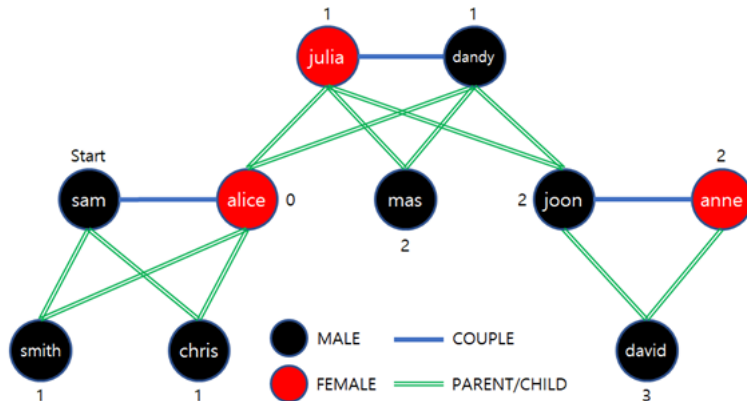 1 1
julia dandy
Start 2
sam alice 0 mas 2 joon anne
2
smith chris MALE COUPLE david
1 1 FEMALE PARENT/CHILD 3